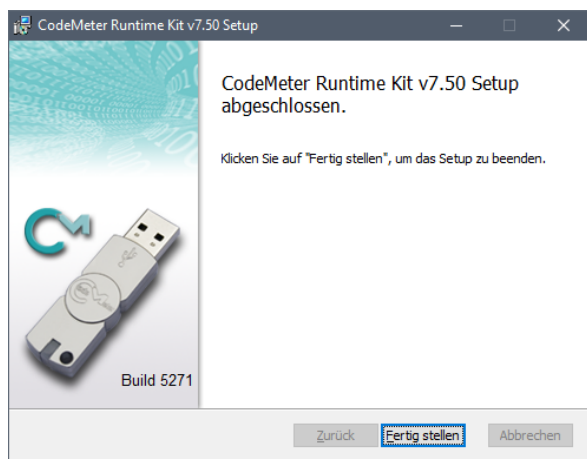 CodeMeter Runtime Kit v7.50 Setup
CodeMeter Runtime Kit v7.50 Setup
abgeschlossen.
Klicken Sie auf "Fertig stellen", um das Setup zu beenden.
Build 5271
Zurück Fertig stellen Abbrechen